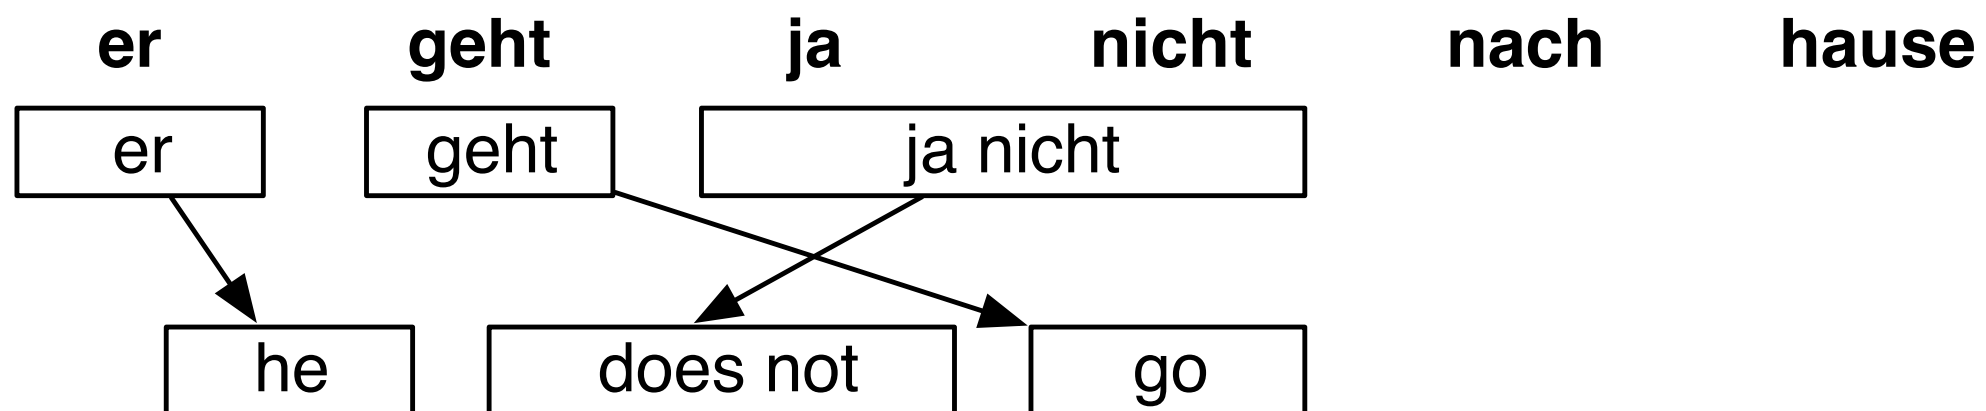 er geht ja nicht nach hause
er geht ja nicht
he does not go